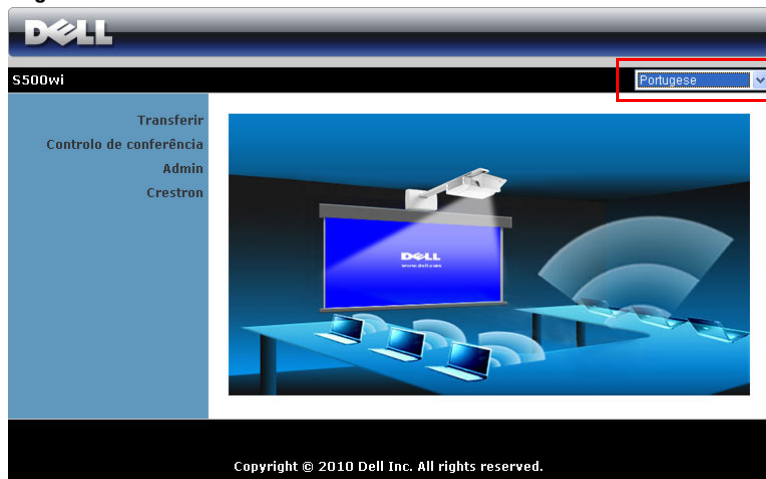 DELL
S500wi
Portugese
Transferir
Controlo de conferência
Admin
Crestron
DELL
www.dell.com
Copyright © 2010 Dell Inc. All rights reserved.